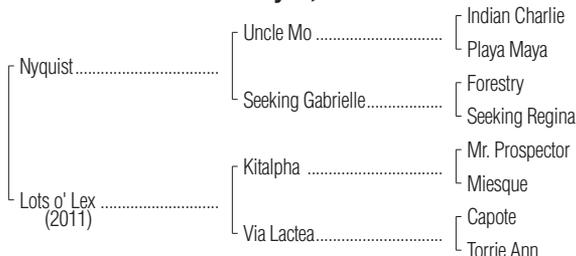 Indian Charlie
Uncle Mo
Playa Maya
Nyquist
Forestry
Seeking Gabrielle
Seeking Regina
Mr. Prospector
Kitalpha
Miesque
Lots o' Lex
(2011)
Capote
Via Lactea
Torrie Ann